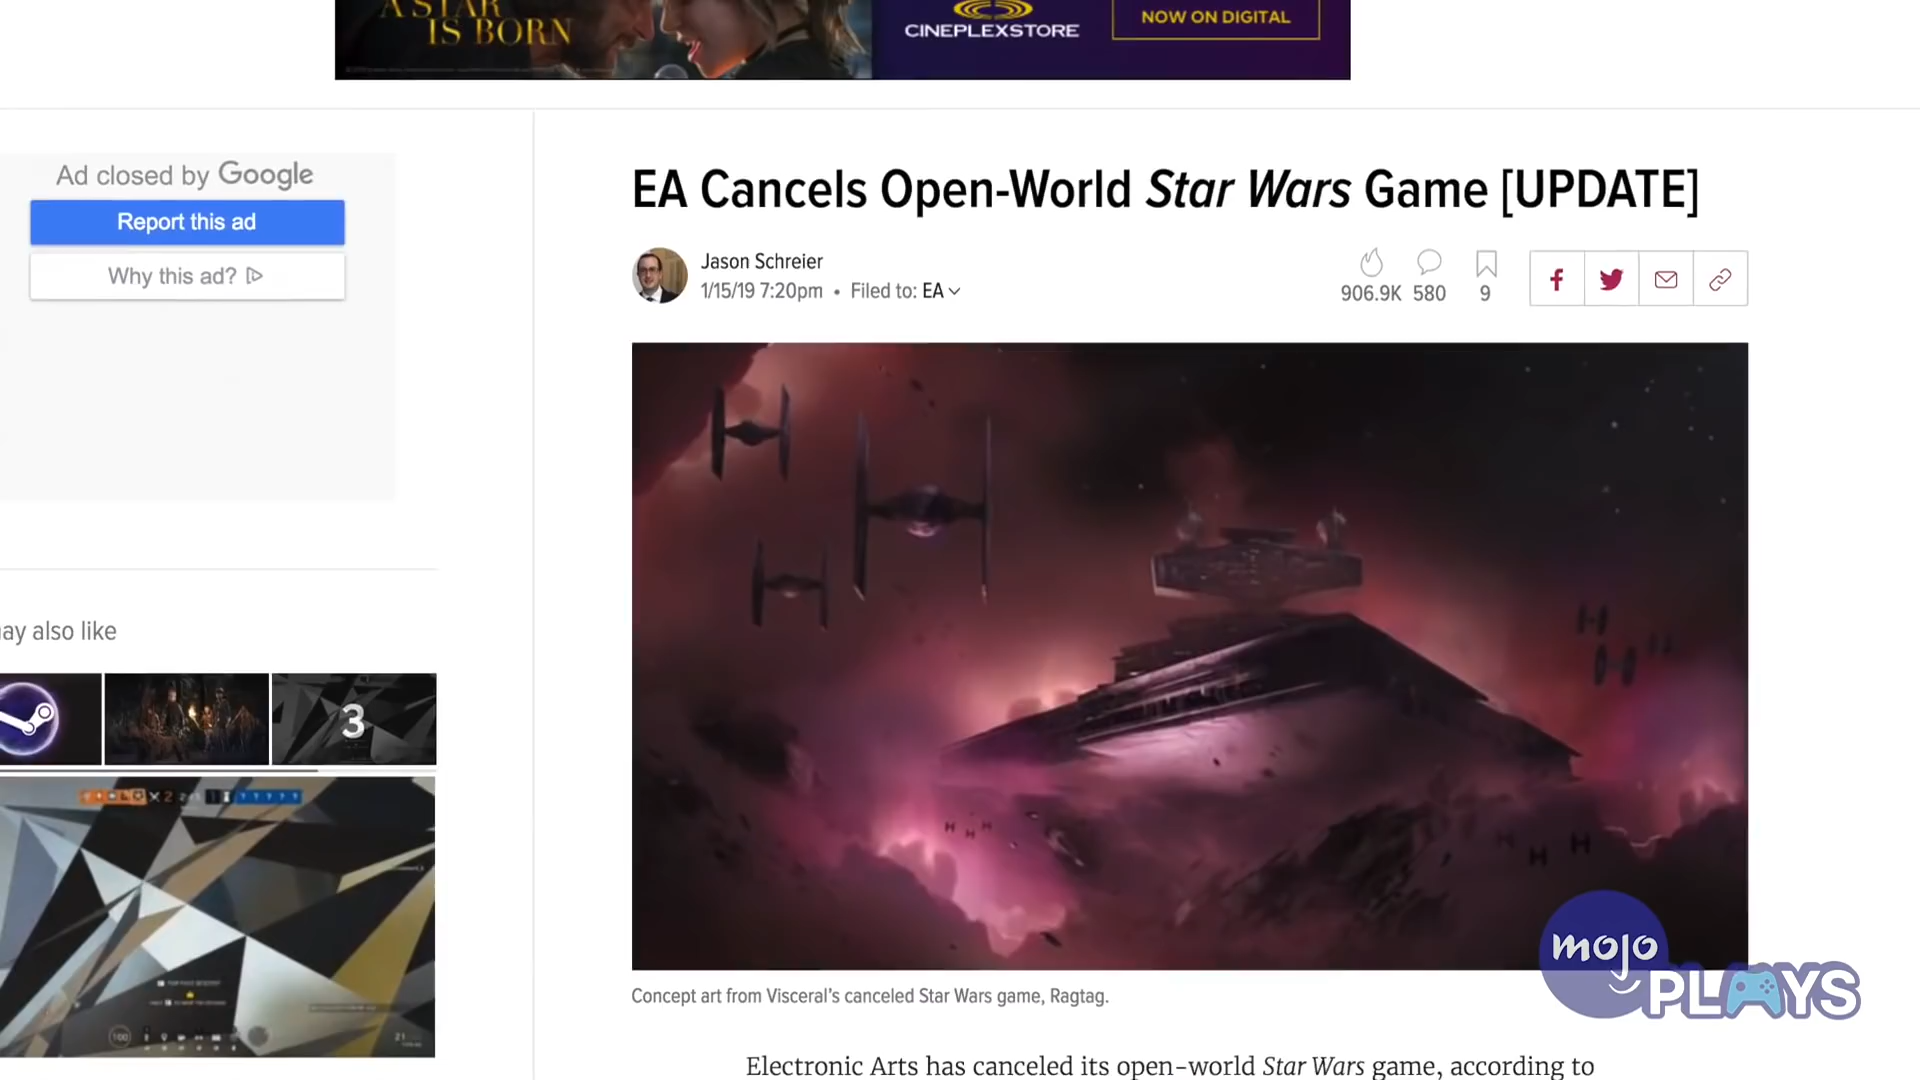 A STAR
IS BORN
CINEPLEXSTORE
NOW ON DIGITAL
Ad closed by Google
Report this ad
Why this ad?
EA Cancels Open-World Star Wars Game [UPDATE]
Jason Schreier
1/15/19 7:20pm • Filed to: EA
906.9K 580 9
ay also like
3
Concept art from Visceral's canceled Star Wars game, Ragtag.
mojo
PLAYS
Electronic Arts has canceled its open-world Star Wars game, according to